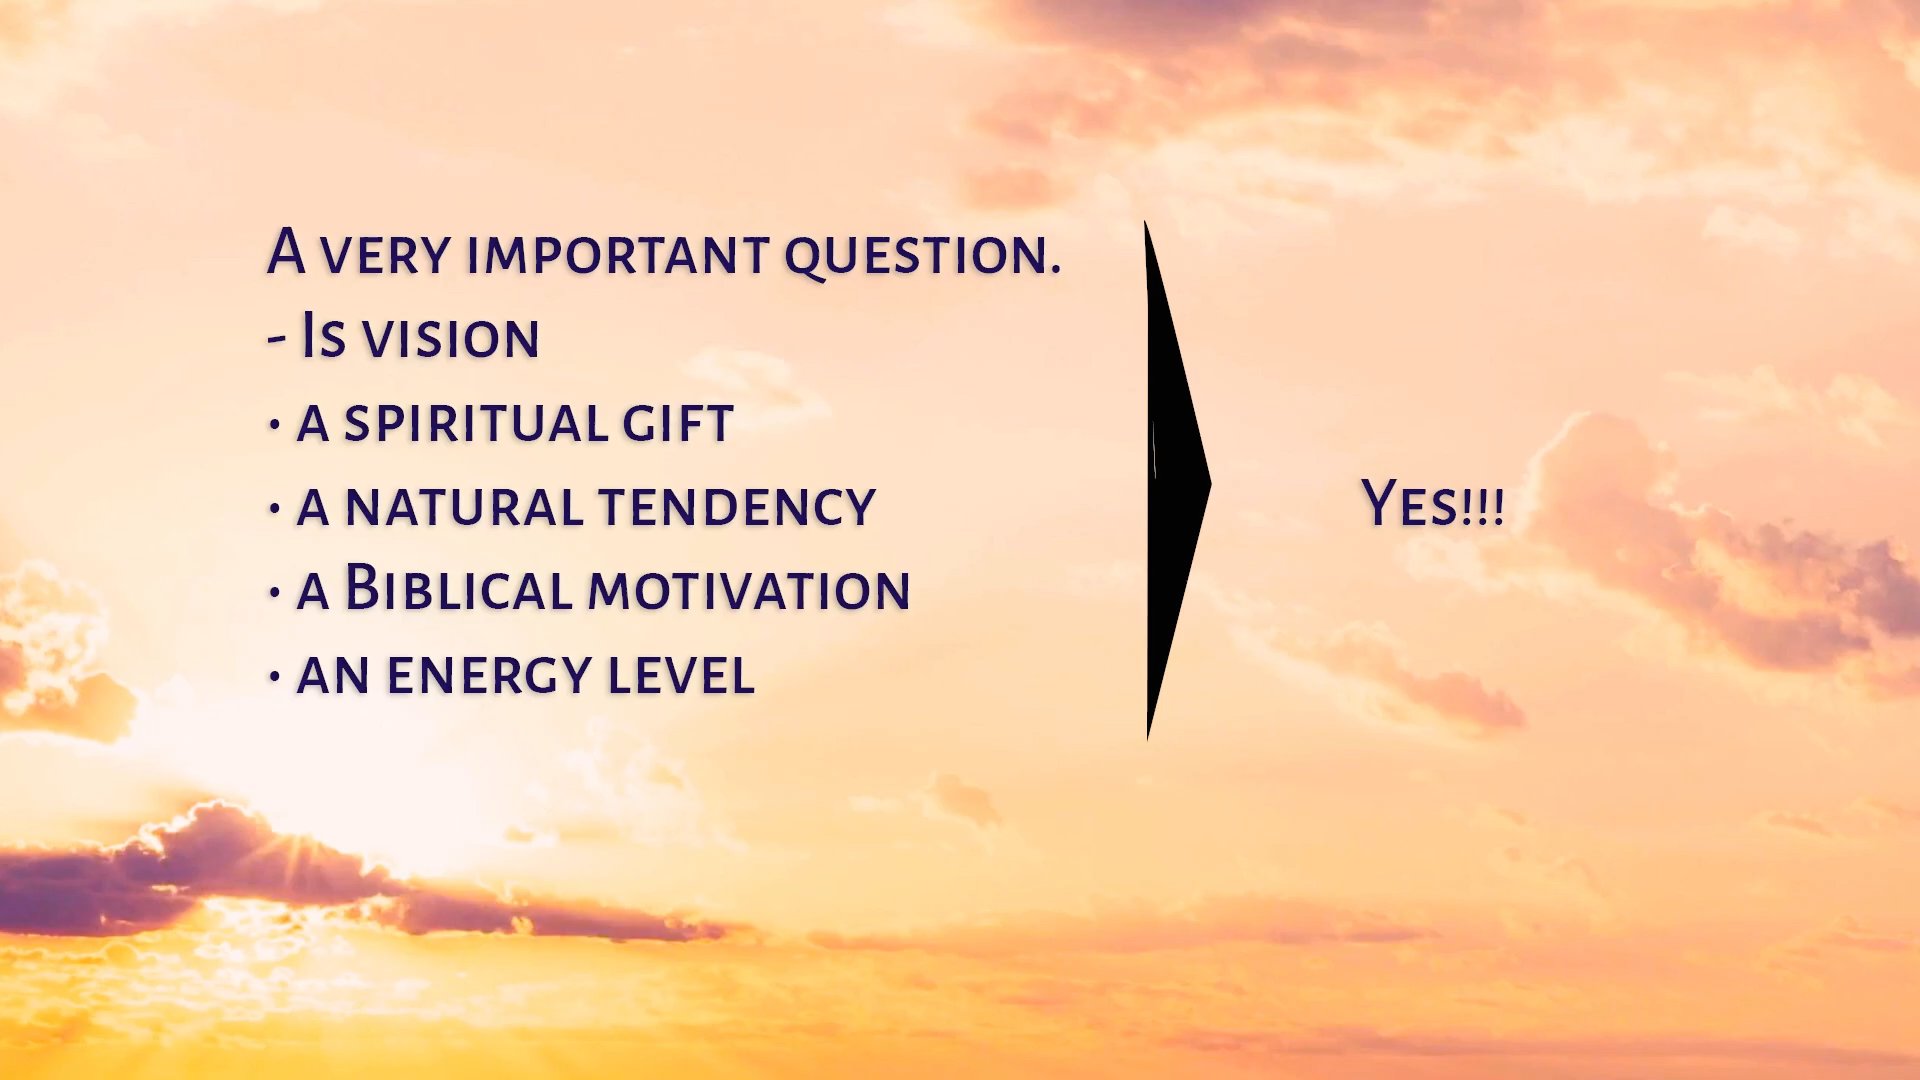 A very important question.
- Is vision
· a spiritual gift
· a natural tendency
· a Biblical motivation
· an energy level
Yes!!!